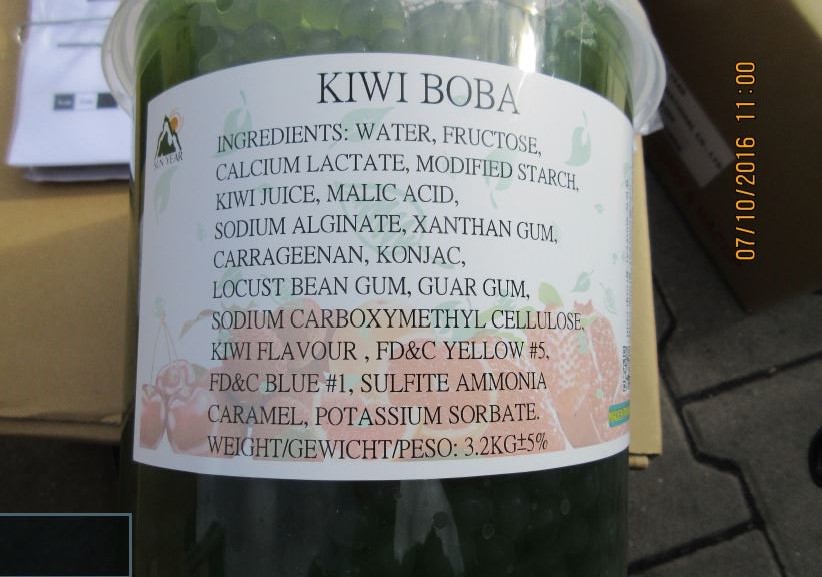 KIWI BOBA
SUN YEAR
INGREDIENTS: WATER, FRUCTOSE,
CALCIUM LACTATE, MODIFIED STARCH,
KIWI JUICE, MALIC ACID,
SODIUM ALGINATE, XANTHAN GUM,
CARRAGEENAN, KONJAC,
LOCUST BEAN GUM, GUAR GUM,
SODIUM CARBOXYMETHYL CELLULOSE,
KIWI FLAVOUR , FD&C YELLOW #5,
FD&C BLUE #1, SULFITE AMMONIA
CARAMEL, POTASSIUM SORBATE.
WEIGHT/GEWICHT/PESO: 3.2KG±5%
07/10/2016 11:00